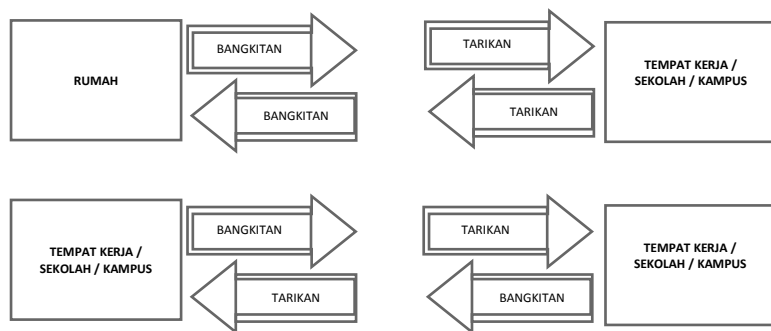 BANGKITAN
TARIKAN
RUMAH
TEMPAT KERJA /
SEKOLAH / KAMPUS
BANGKITAN
TARIKAN
BANGKITAN
TARIKAN
TEMPAT KERJA /
SEKOLAH / KAMPUS
TEMPAT KERJA /
SEKOLAH / KAMPUS
TARIKAN
BANGKITAN